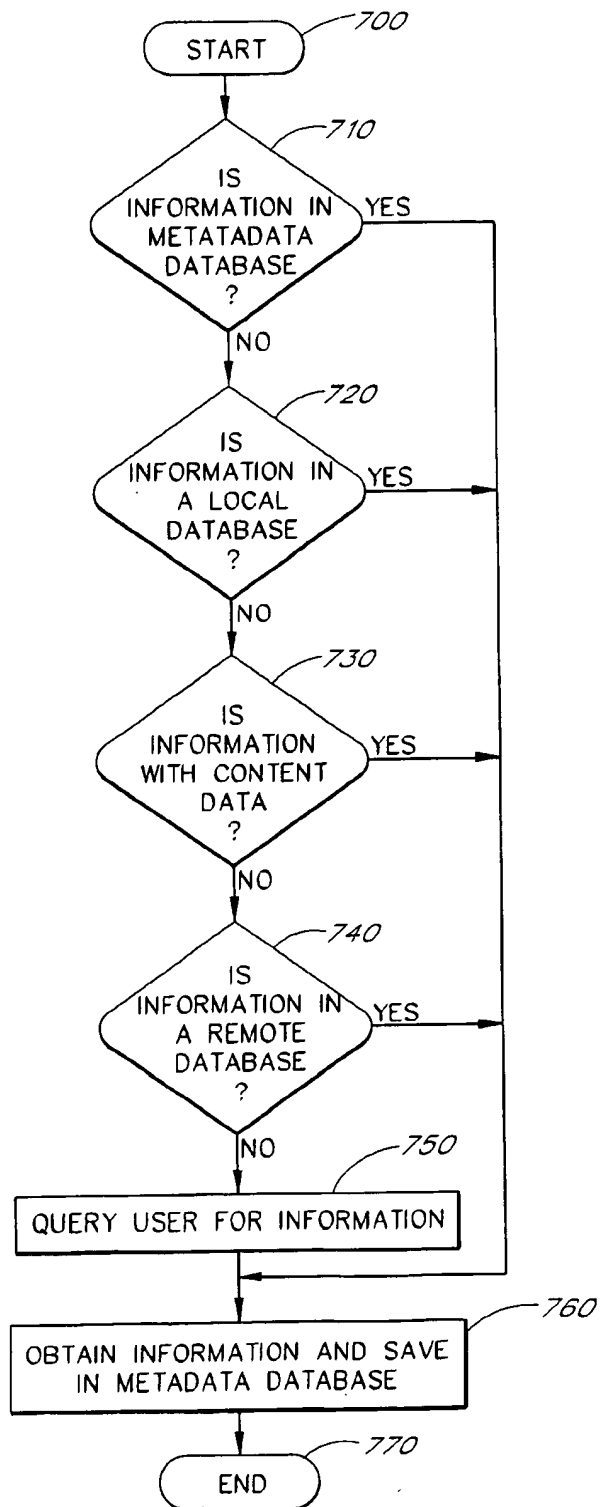 700
START
710
IS
INFORMATION IN
METATADATA
DATABASE
?
YES
NO
720
IS
INFORMATION IN
A LOCAL
DATABASE
?
YES
NO
730
IS
INFORMATION
WITH CONTENT
DATA
?
YES
NO
740
IS
INFORMATION IN
A REMOTE
DATABASE
?
YES
NO
750
QUERY USER FOR INFORMATION
760
OBTAIN INFORMATION AND SAVE
IN METADATA DATABASE
770
END